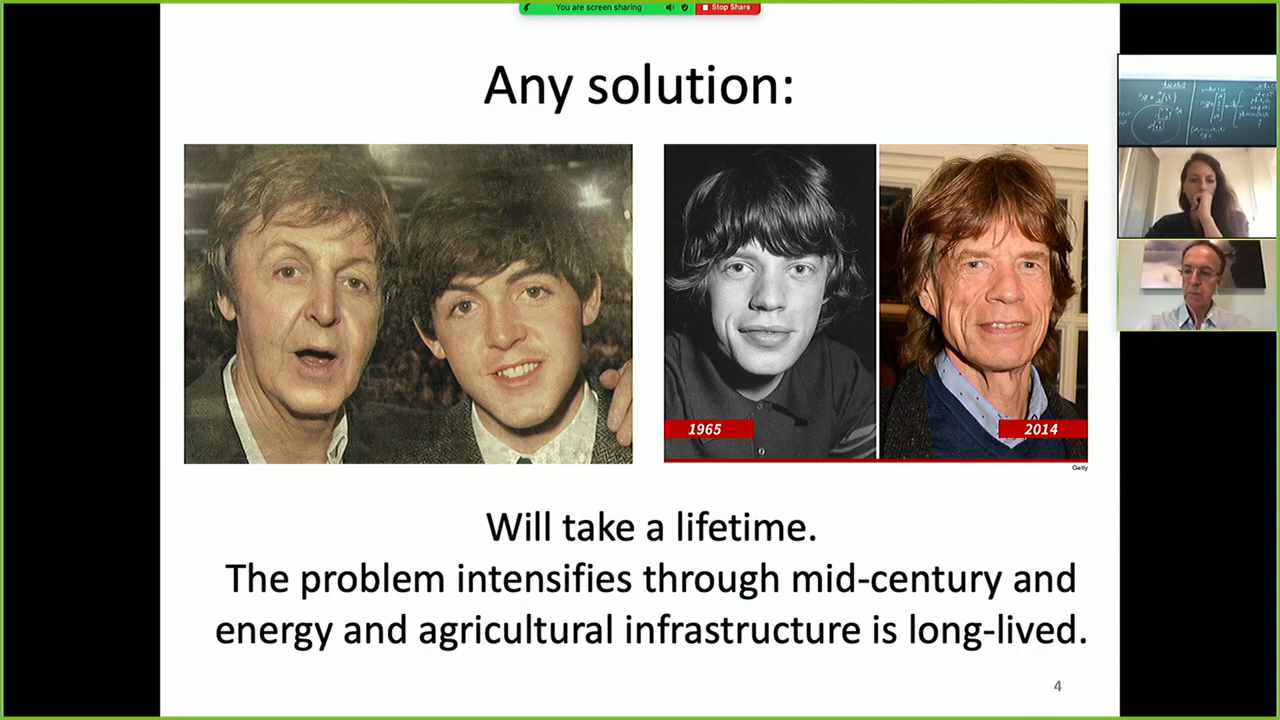 You are screen sharing
Stop Share
Any solution:
1965
2014
Getty
Will take a lifetime.
The problem intensifies through mid-century and
energy and agricultural infrastructure is long-lived.
4